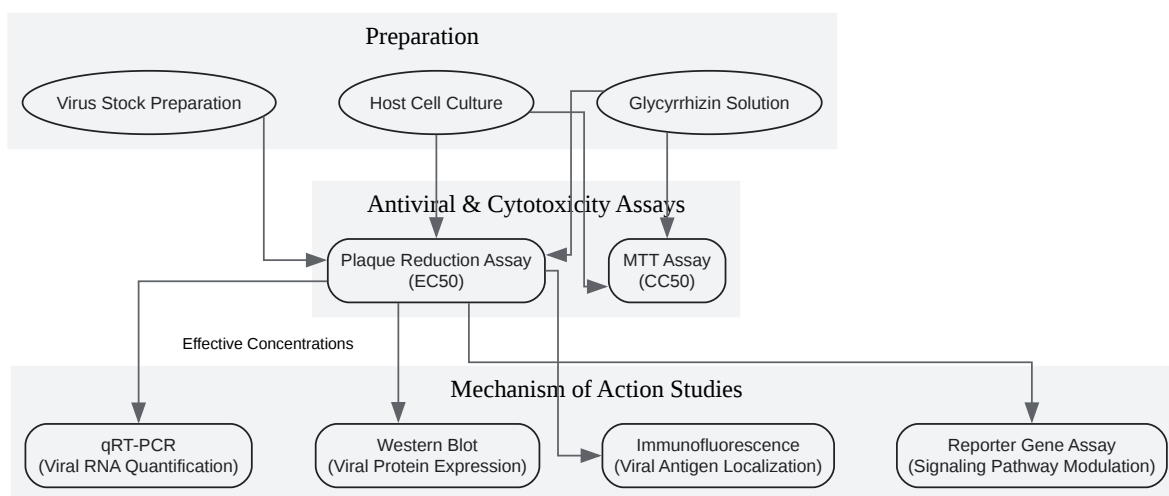 Preparation
Virus Stock Preparation
Host Cell Culture
Glycyrrhizin Solution
Antiviral & Cytotoxicity Assays
Plaque Reduction Assay
(EC50)
MTT Assay
(CC50)
Effective Concentrations
Mechanism of Action Studies
qRT-PCR
(Viral RNA Quantification)
Western Blot
(Viral Protein Expression)
Immunofluorescence
(Viral Antigen Localization)
Reporter Gene Assay
(Signaling Pathway Modulation)